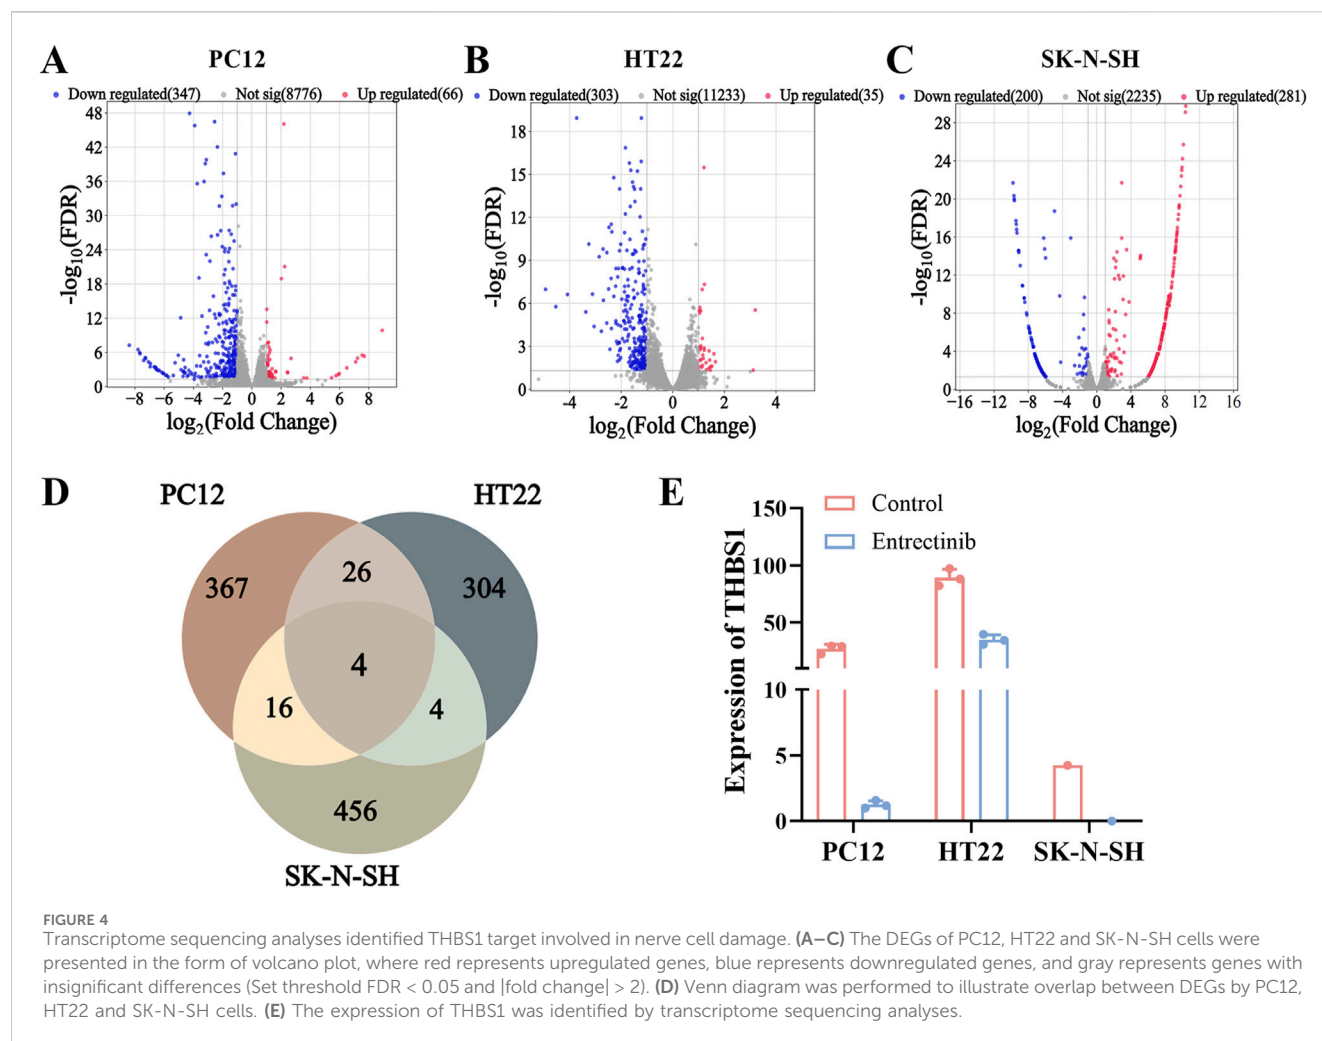 A
PC12
Down regulated(347) Not sig(8776) Up regulated(66)
-log10(FDR)
48
42
36
30
24
18
12
6
0
−8 −6 −4 −2 0 2 4 6 8
log2(Fold Change)
B
HT22
Down regulated(303) Not sig(11233) Up regulated(35)
-log10(FDR)
18
15
12
9
6
3
0
-4 -2 0 2 4
log2(Fold Change)
C
SK-N-SH
Down regulated(200) Not sig(2235) Up regulated(281)
-log10(FDR)
28
24
20
16
12
8
4
0
−16 −12 −8 −4 0 4 8 12 16
log2(Fold Change)
D
PC12 HT22
367 26 304
4
16 4
456
SK-N-SH
E
Control
Entrectinib
Expression of THBS1
150
100
50
10
5
0
PC12 HT22 SK-N-SH
FIGURE 4
Transcriptome sequencing analyses identified THBS1 target involved in nerve cell damage. (A–C) The DEGs of PC12, HT22 and SK-N-SH cells were
presented in the form of volcano plot, where red represents upregulated genes, blue represents downregulated genes, and gray represents genes with
insignificant differences (Set threshold FDR < 0.05 and |fold change| > 2). (D) Venn diagram was performed to illustrate overlap between DEGs by PC12,
HT22 and SK-N-SH cells. (E) The expression of THBS1 was identified by transcriptome sequencing analyses.